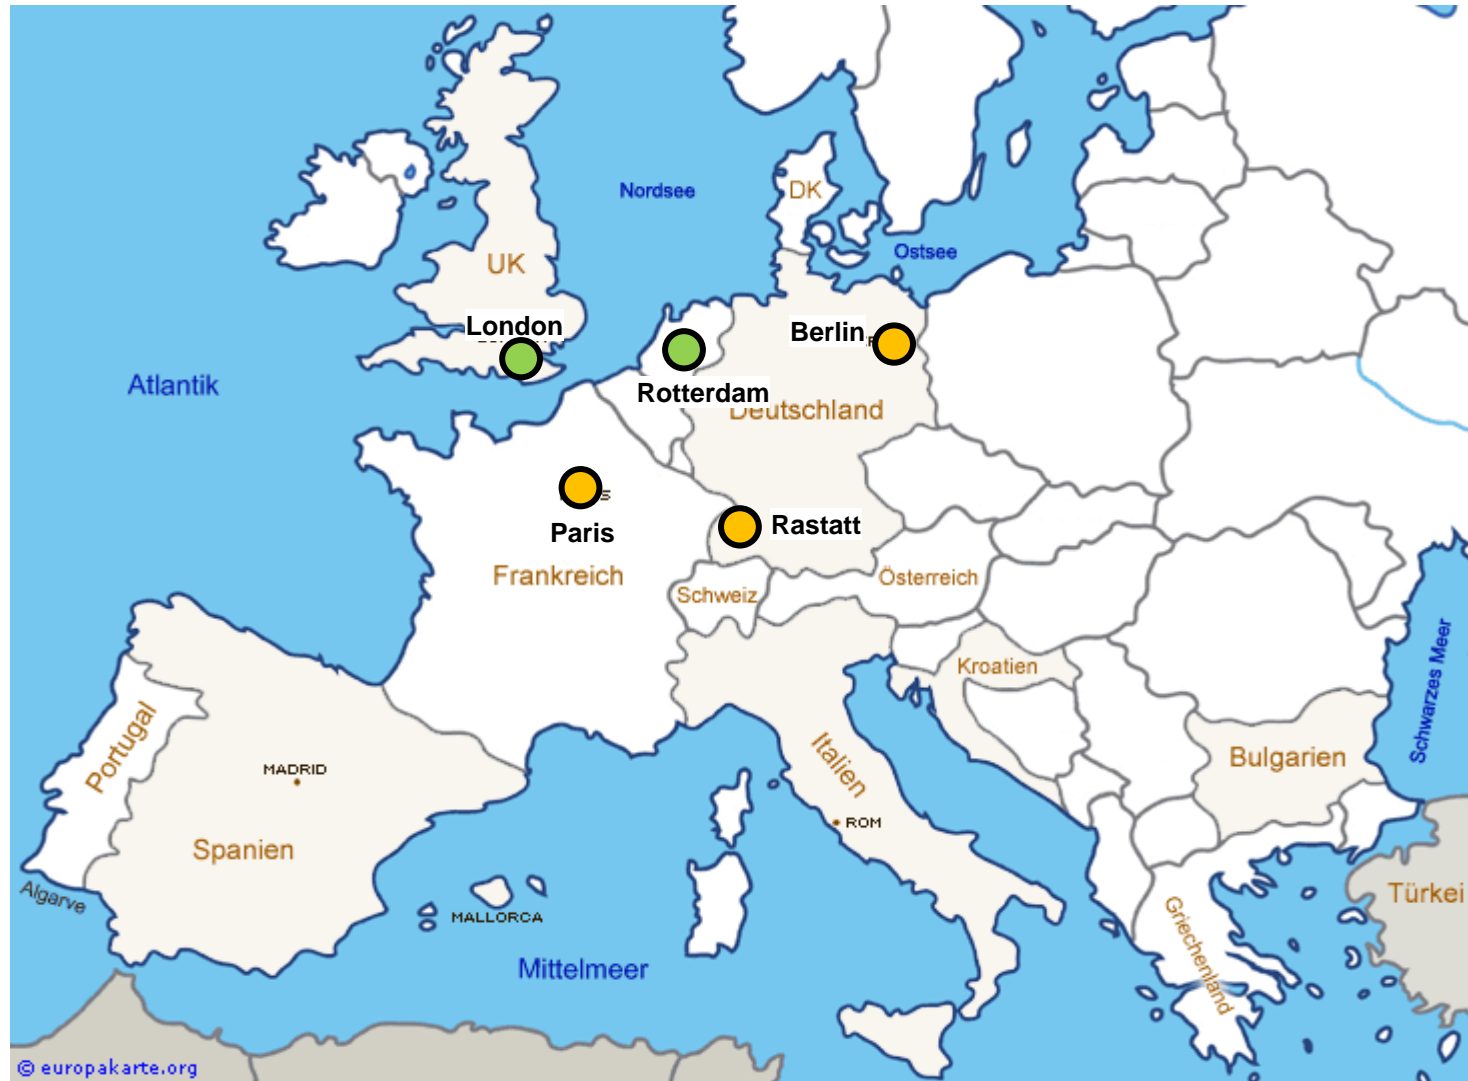 Nordsee
DK
Ostsee
UK
London
Berlin
Atlantik
Rotterdam
Deutschland
Paris
Rastatt
Frankreich
Schweiz
Österreich
Kroatien
Schwarzes Meer
Portugal
MADRID
Italien
Bulgarien
ROM
Spanien
Algarve
MALLORCA
Türkei
Griechenland
Mittelmeer
© europakarte.org